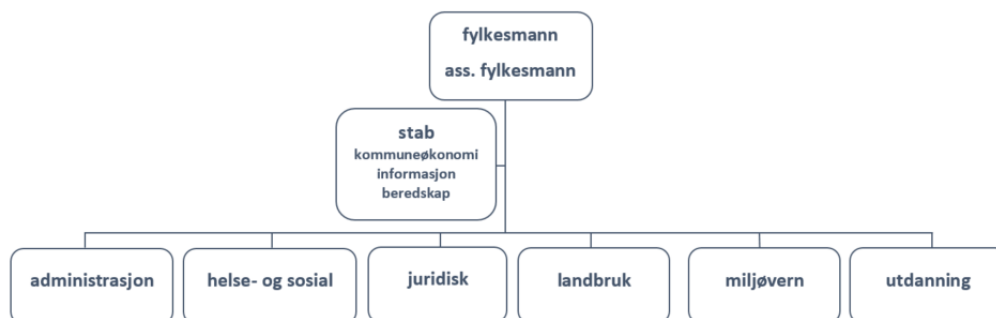 fylkesmann
ass. fylkesmann
stab
kommuneøkonomi
informasjon
beredskap
administrasjon
helse- og sosial
juridisk
landbruk
miljøvern
utdanning